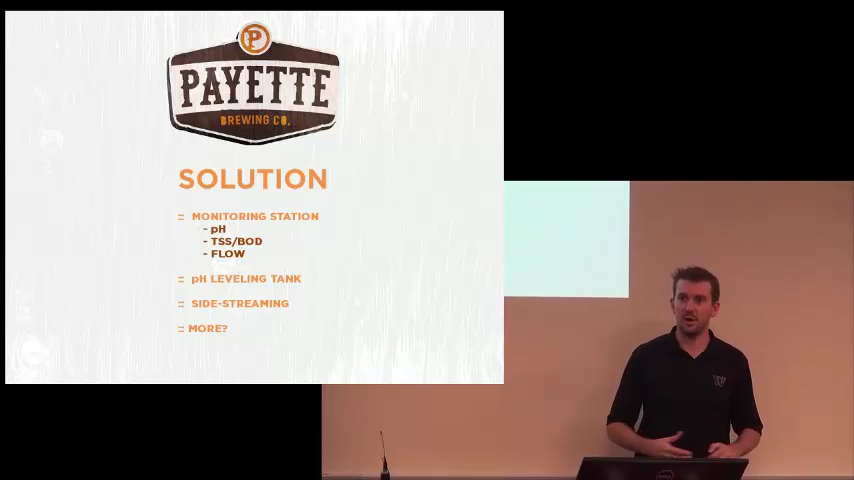 P
PAYETTE
BREWING CO.
SOLUTION
:: MONITORING STATION
- pH
- TSS/BOD
- FLOW
:: pH LEVELING TANK
:: SIDE-STREAMING
:: MORE?
W